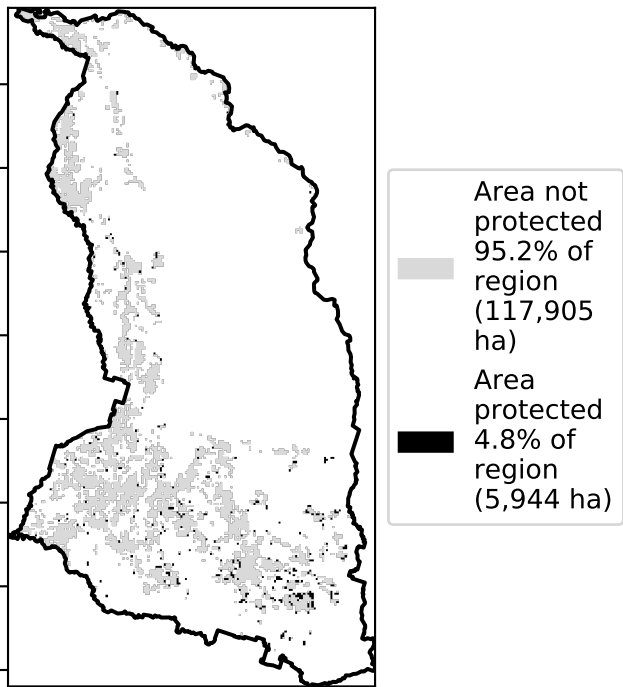 Area not
protected
95.2% of
region
(117,905
ha)
Area
protected
4.8% of
region
(5,944 ha)